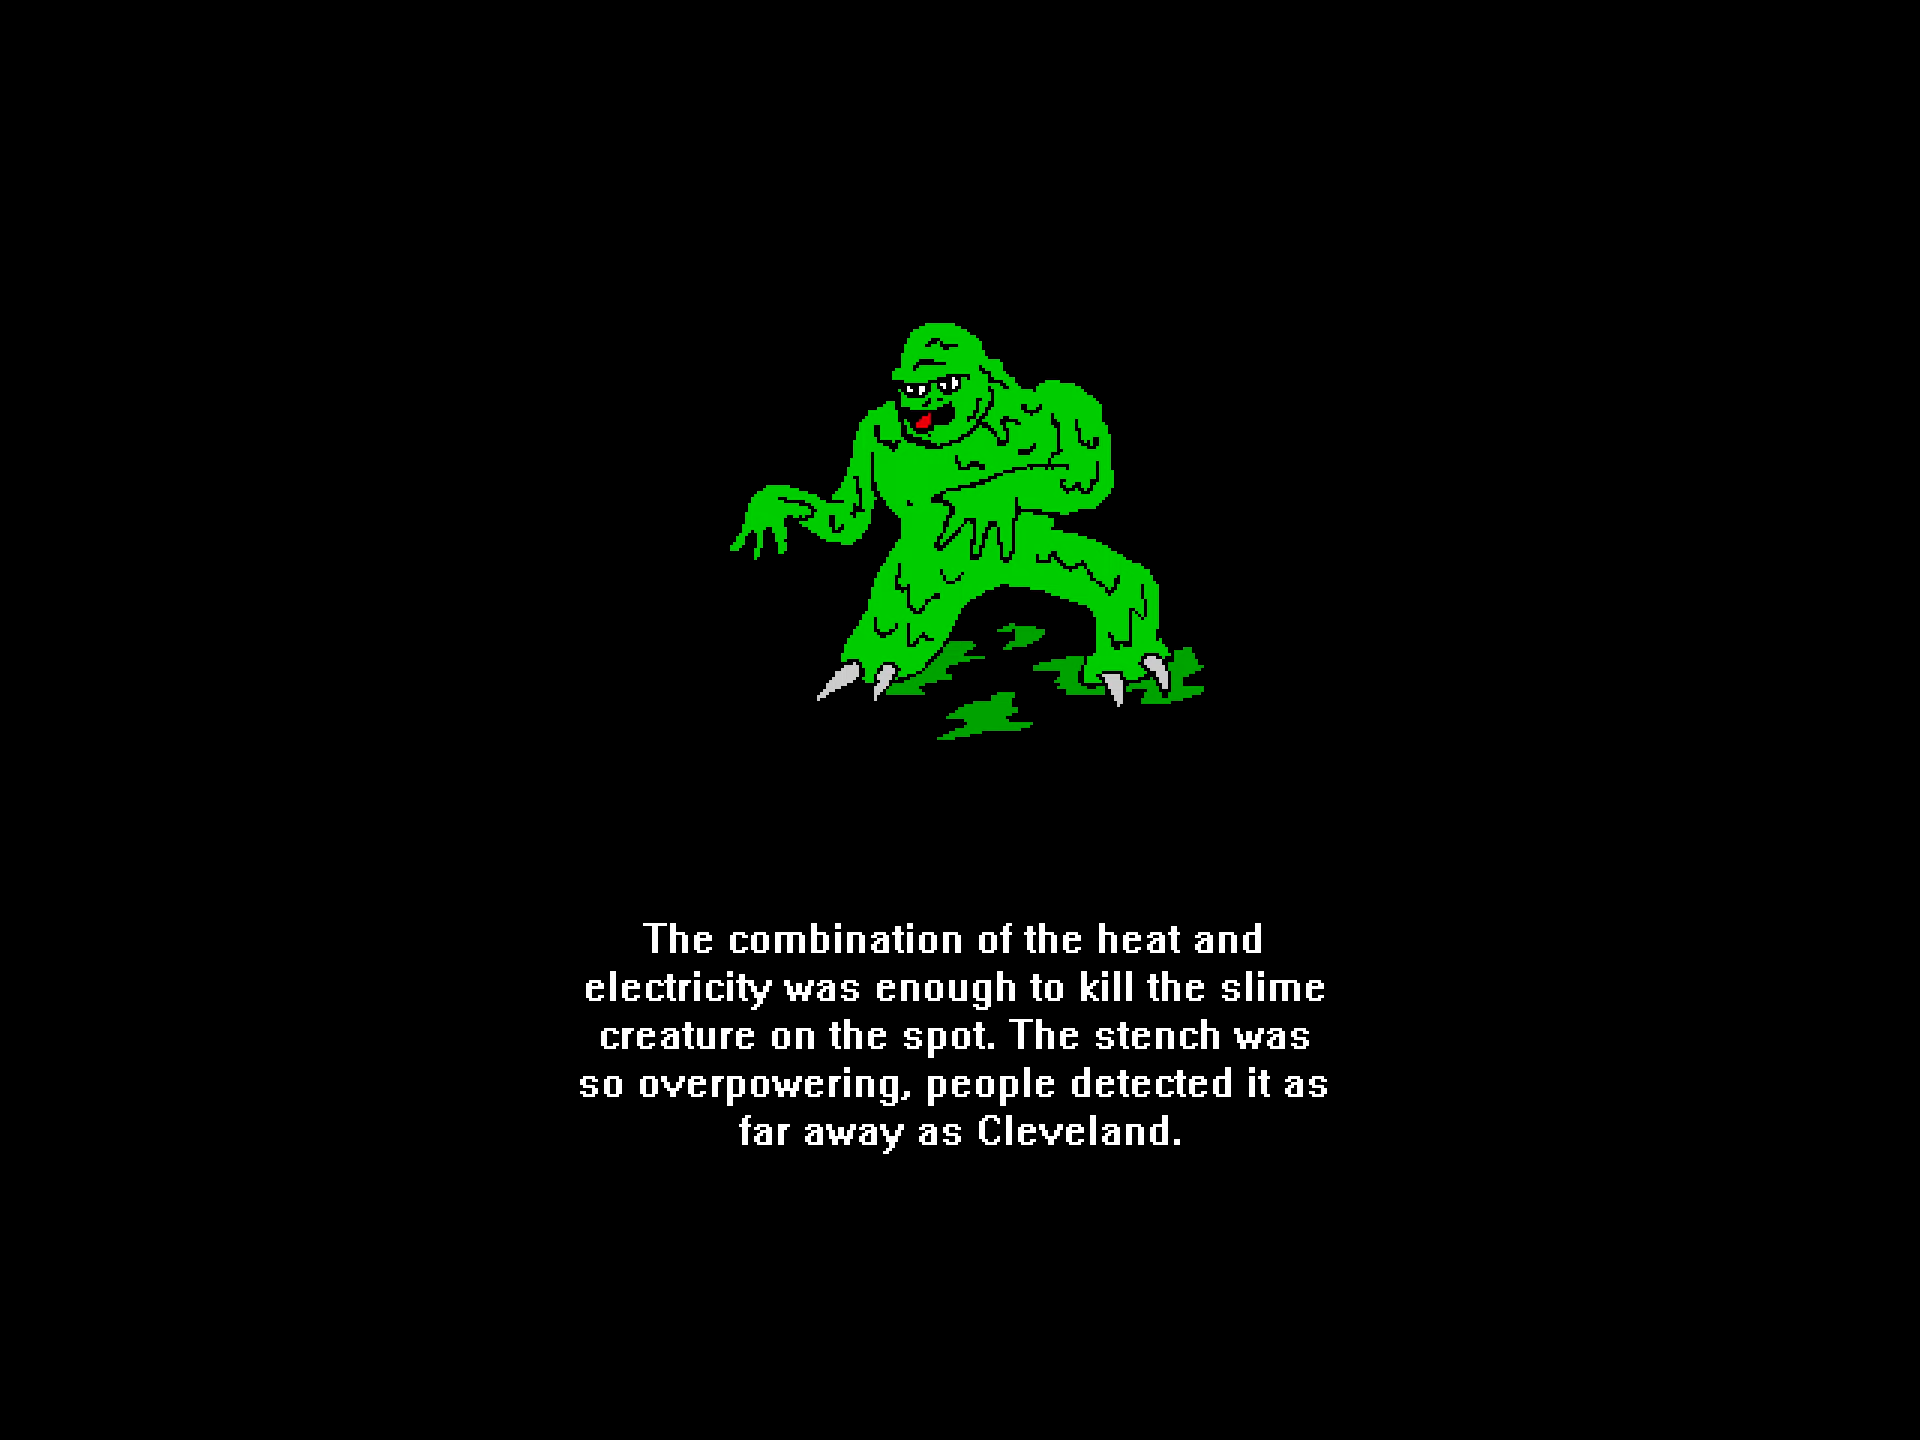 The combination of the heat and
electricity was enough to kill the slime
creature on the spot. The stench was
so overpowering, people detected it as
far away as Cleveland.